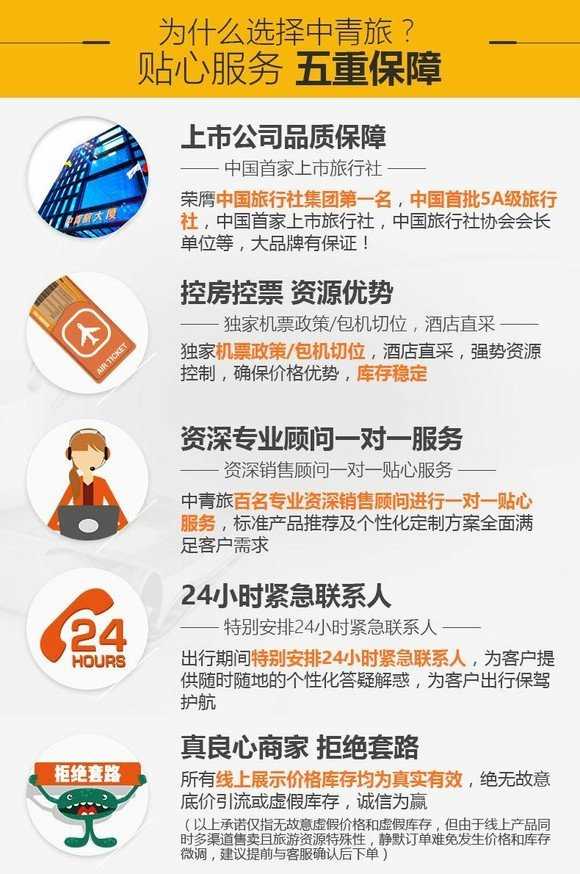 为什么选择中青旅？
贴心服务 五重保障
中青旅大厦
上市公司品质保障
中国首家上市旅行社
荣膺中国旅行社集团第一名，中国首批5A级旅行
社，中国首家上市旅行社，中国旅行社协会会长
单位等，大品牌有保证！
AIR TICKET
控房控票 资源优势
独家机票政策/包机切位，酒店直采
独家机票政策/包机切位，酒店直采，强势资源
控制，确保价格优势，库存稳定
资深专业顾问一对一服务
资深销售顾问一对一贴心服务
中青旅百名专业资深销售顾问进行一对一贴心
服务，标准产品推荐及个性化定制方案全面满
足客户需求
24
HOURS
24小时紧急联系人
特别安排24小时紧急联系人
出行期间特别安排24小时紧急联系人，为客户提
供随时随地的个性化答疑解惑，为客户出行保驾
护航
拒绝套路
真良心商家 拒绝套路
所有线上展示价格库存均为真实有效，绝无故意
底价引流或虚假库存，诚信为赢
（以上承诺仅指无故意虚假价格和虚假库存，但由于线上产品同
时多渠道售卖且旅游资源特殊性，静默订单难免发生价格和库存
微调，建议提前与客服确认后下单）